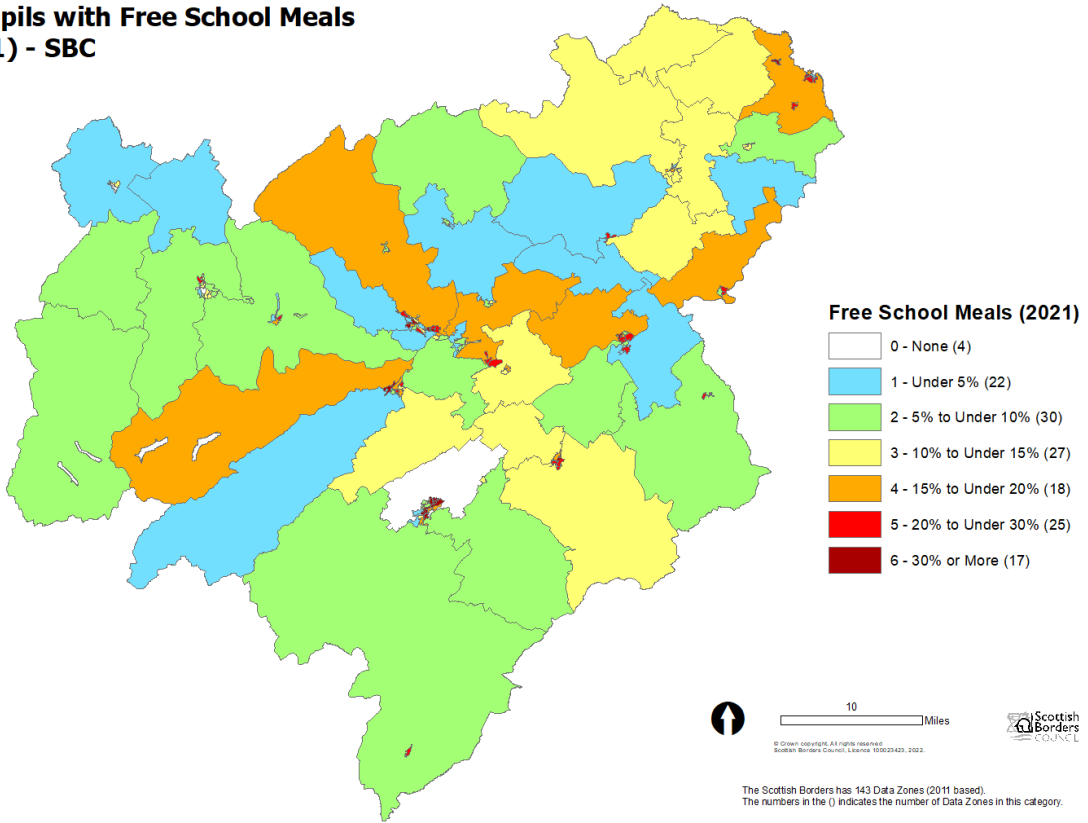 pils with Free School Meals
) - SBC
Free School Meals (2021)
0 - None (4)
1 - Under 5% (22)
2 - 5% to Under 10% (30)
3 - 10% to Under 15% (27)
4 - 15% to Under 20% (18)
5 - 20% to Under 30% (25)
6 - 30% or More (17)
10
Miles
Scottish
Borders
COUNCIL
© Crown copyright. All rights reserved
Scottish Borders Council, Licence 100023423, 2022.
The Scottish Borders has 143 Data Zones (2011 based).
The numbers in the () indicates the number of Data Zones in this category.